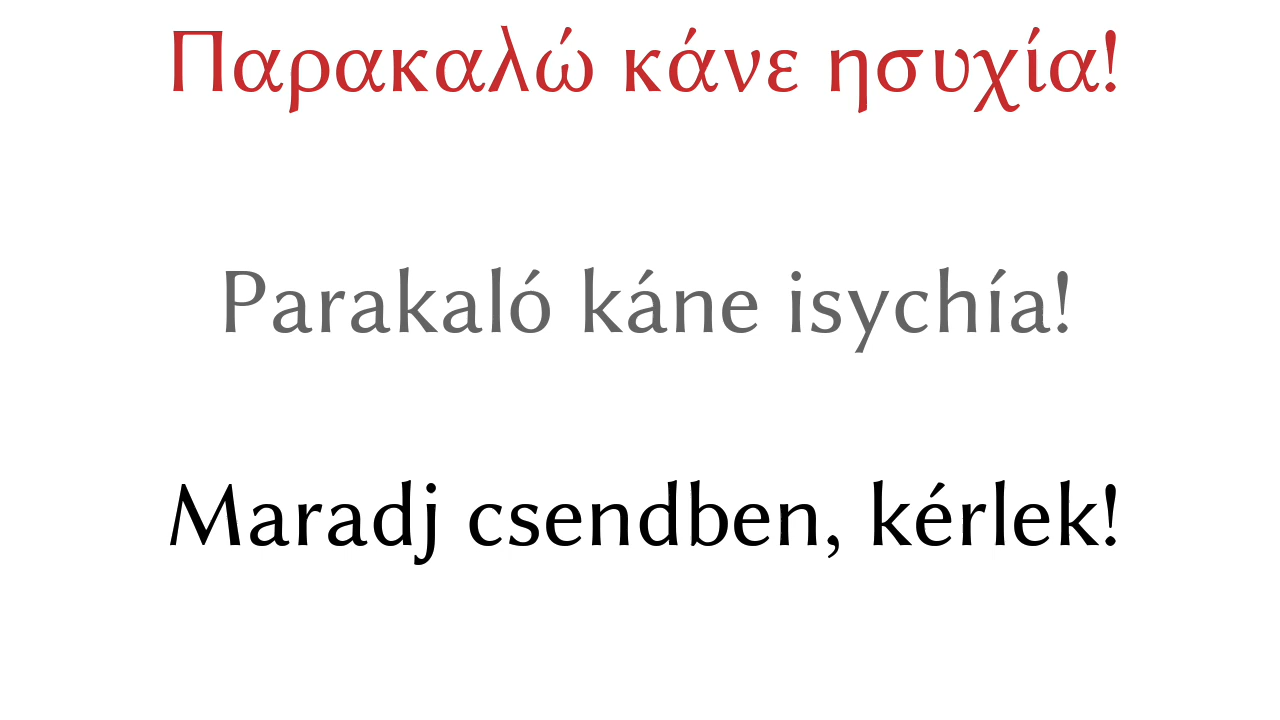 Παρακαλώ κάνε ησυχία!
Parakaló káne isychía!
Maradj csendben, kérlek!